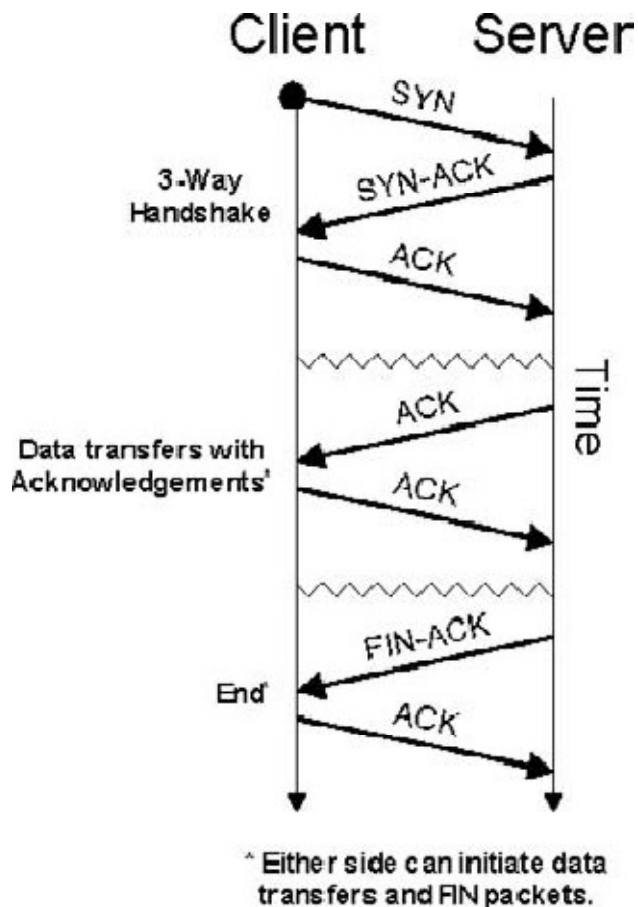 Client Server
SYN
SYN-ACK
3-Way
Handshake
ACK
Time
ACK
Data transfers with
Acknowledgements*
ACK
FIN-ACK
End*
ACK
* Either side can initiate data
transfers and FIN packets.